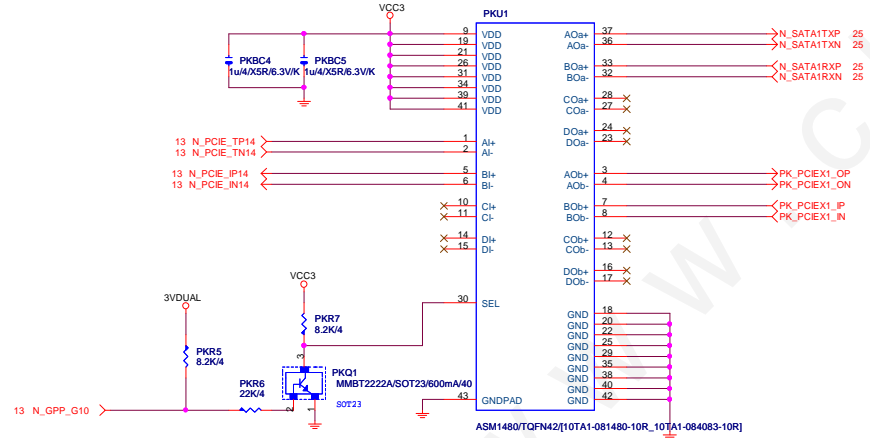 VCC3
PKU1
PKBC4
1u/4/X5R/6.3V/K
PKBC5
1u/4/X5R/6.3V/K
9 VDD
19 VDD
21 VDD
26 VDD
31 VDD
34 VDD
39 VDD
41 VDD
AOa+ 37 N_SATA1TXP 25
AOa- 36 N_SATA1TXN 25
BOa+ 33 N_SATA1RXP 25
BOa- 32 N_SATA1RXN 25
COa+ 28
COa- 27
DOa+ 24
DOa- 23
13 N_PCIE_TP14 1 AI+
13 N_PCIE_TN14 2 AI-
13 N_PCIE_IP14 5 BI+
13 N_PCIE_IN14 6 BI-
10 CI+
11 CI-
14 DI+
15 DI-
AOb+ 3 PK_PCIEX1_OP
AOb- 4 PK_PCIEX1_ON
BOb+ 7 PK_PCIEX1_IP
BOb- 8 PK_PCIEX1_IN
COb+ 12
COb- 13
DOb+ 16
DOb- 17
VCC3
3VDUAL
30 SEL
PKR7
8.2K/4
PKR5
8.2K/4
PKR6
22K/4
3
2
1
PKQ1
MMBT2222A/SOT23/600mA/40
SOT23
13 N_GPP_G10
43 GNDPAD
GND 18
GND 20
GND 22
GND 25
GND 29
GND 35
GND 38
GND 40
GND 42
ASM1480/TQFN42/[10TA1-081480-10R_10TA1-084083-10R]
w w w . c